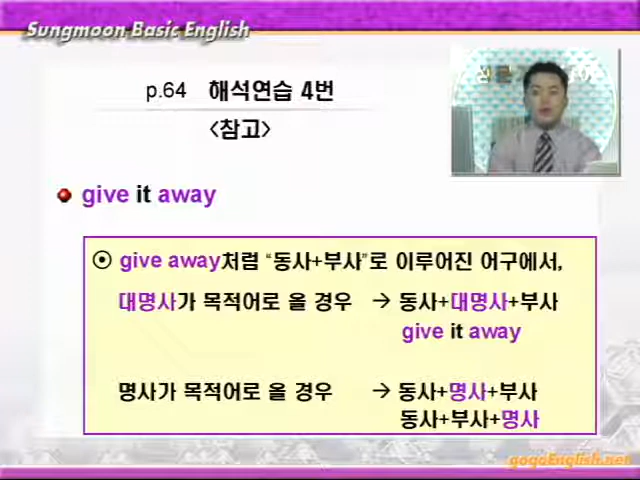 Sungmoon Basic English
p.64 해석연습 4번
<참고>
give it away
give away처럼 “동사+부사”로 이루어진 어구에서,
대명사가 목적어로 올 경우 → 동사+대명사+부사
give it away
명사가 목적어로 올 경우 → 동사+명사+부사
동사+부사+명사
gogoEnglish.net